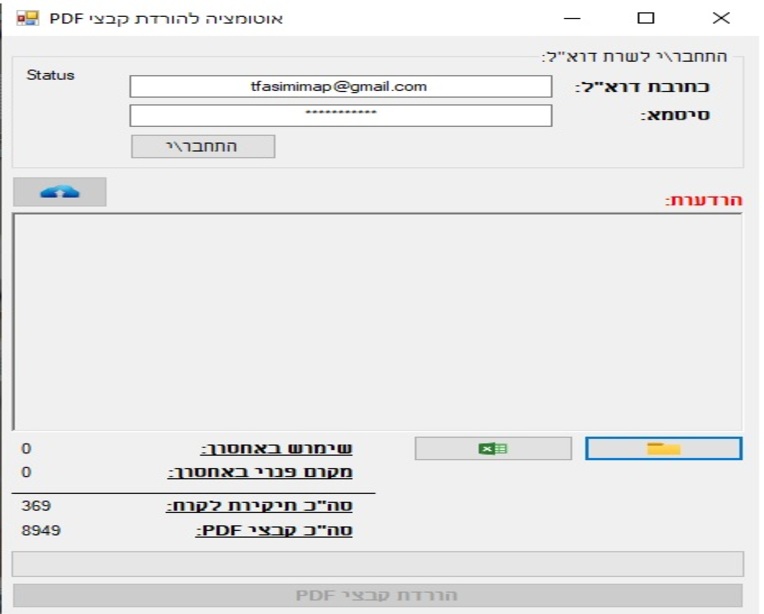 אוטומציה להורדת קבצי PDF
התחבר\י לשרת דוא"ל:
Status
כתובת דוא"ל:
tfasimimap@gmail.com
סיסמא:
***********
התחבר\י
הודעות:
שימוש באחסון:
0
מקום פנוי באחסון:
0
סה"כ תיקיות לקוח:
369
סה"כ קבצי PDF:
8949
הורדת קבצי PDF